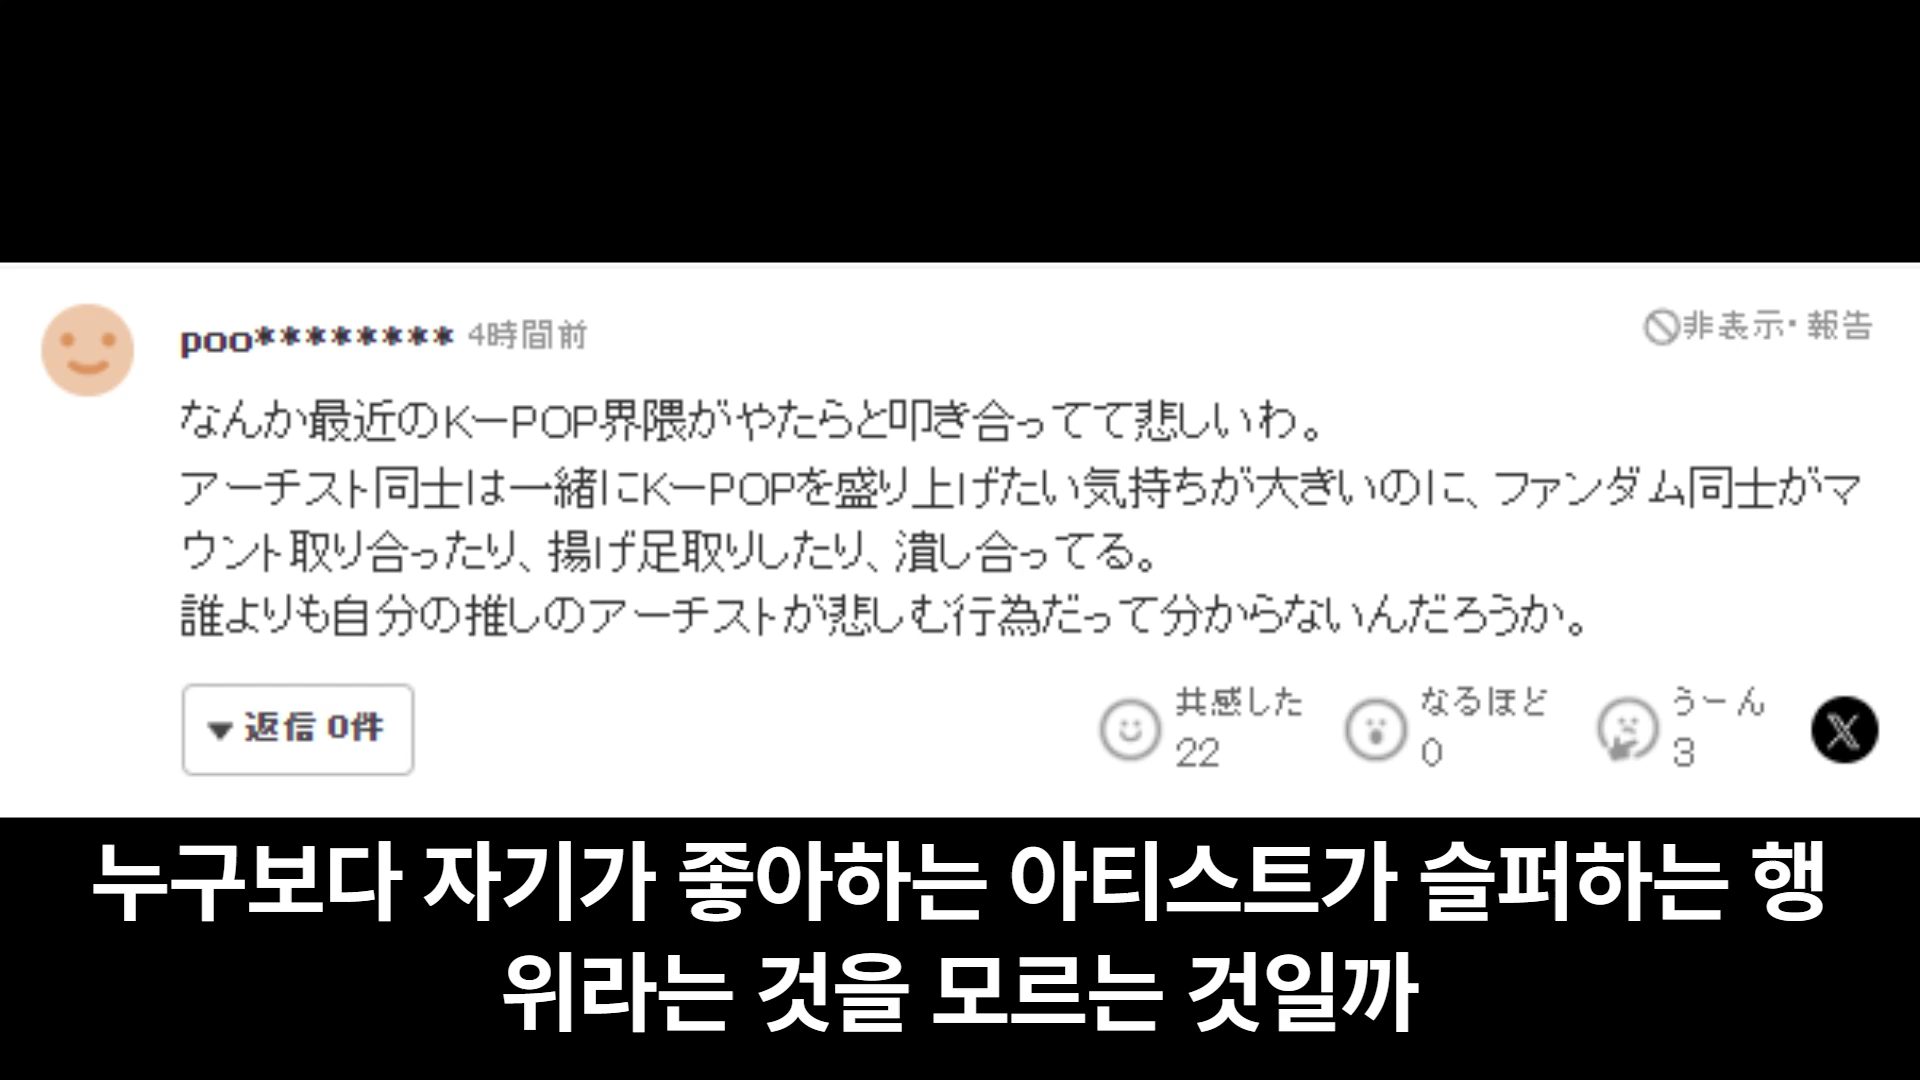 poo******** 4時間前
非表示・報告
なんか最近のKーPOP界隈がやたらと叩き合ってて悲しいわ。
アーチスト同士は一緒にKーPOPを盛り上げたい気持ちが大きいのに、ファンダム同士がマ
ウント取り合ったり、揚げ足取りしたり、潰し合ってる。
誰よりも自分の推しのアーチストが悲しむ行為だって分からないんだろうか。
返信 0件
共感した
22
なるほど
0
うーん
3
누구보다 자기가 좋아하는 아티스트가 슬퍼하는 행
위라는 것을 모르는 것일까